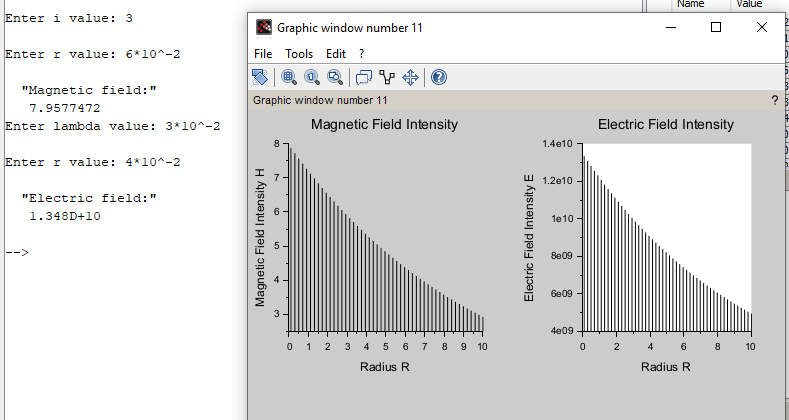 Enter i value: 3
Enter r value: 6*10^-2
"Magnetic field:"
7.9577472
Enter lambda value: 3*10^-2
Enter r value: 4*10^-2
"Electric field:"
1.348D+10
-->
Name Value
Graphic window number 11
File Tools Edit ?
Graphic window number 11 ?
Magnetic Field Intensity
Magnetic Field Intensity H
8
7
6
5
4
3
0 1 2 3 4 5 6 7 8 9 10
Radius R
Electric Field Intensity
Electric Field Intensity E
1.4e10
1.2e10
1e10
8e09
6e09
4e09
0 2 4 6 8 10
Radius R